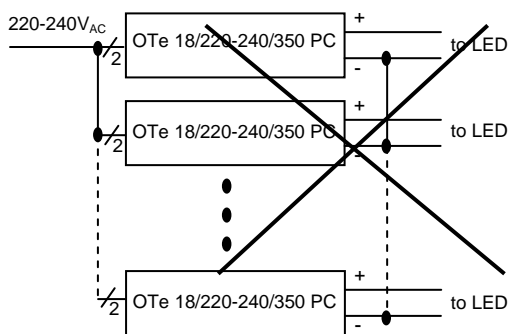 220-240VAC
2
OTe 18/220-240/350 PC
+
-
to LED
2
OTe 18/220-240/350 PC
+
-
to LED
2
OTe 18/220-240/350 PC
+
-
to LED